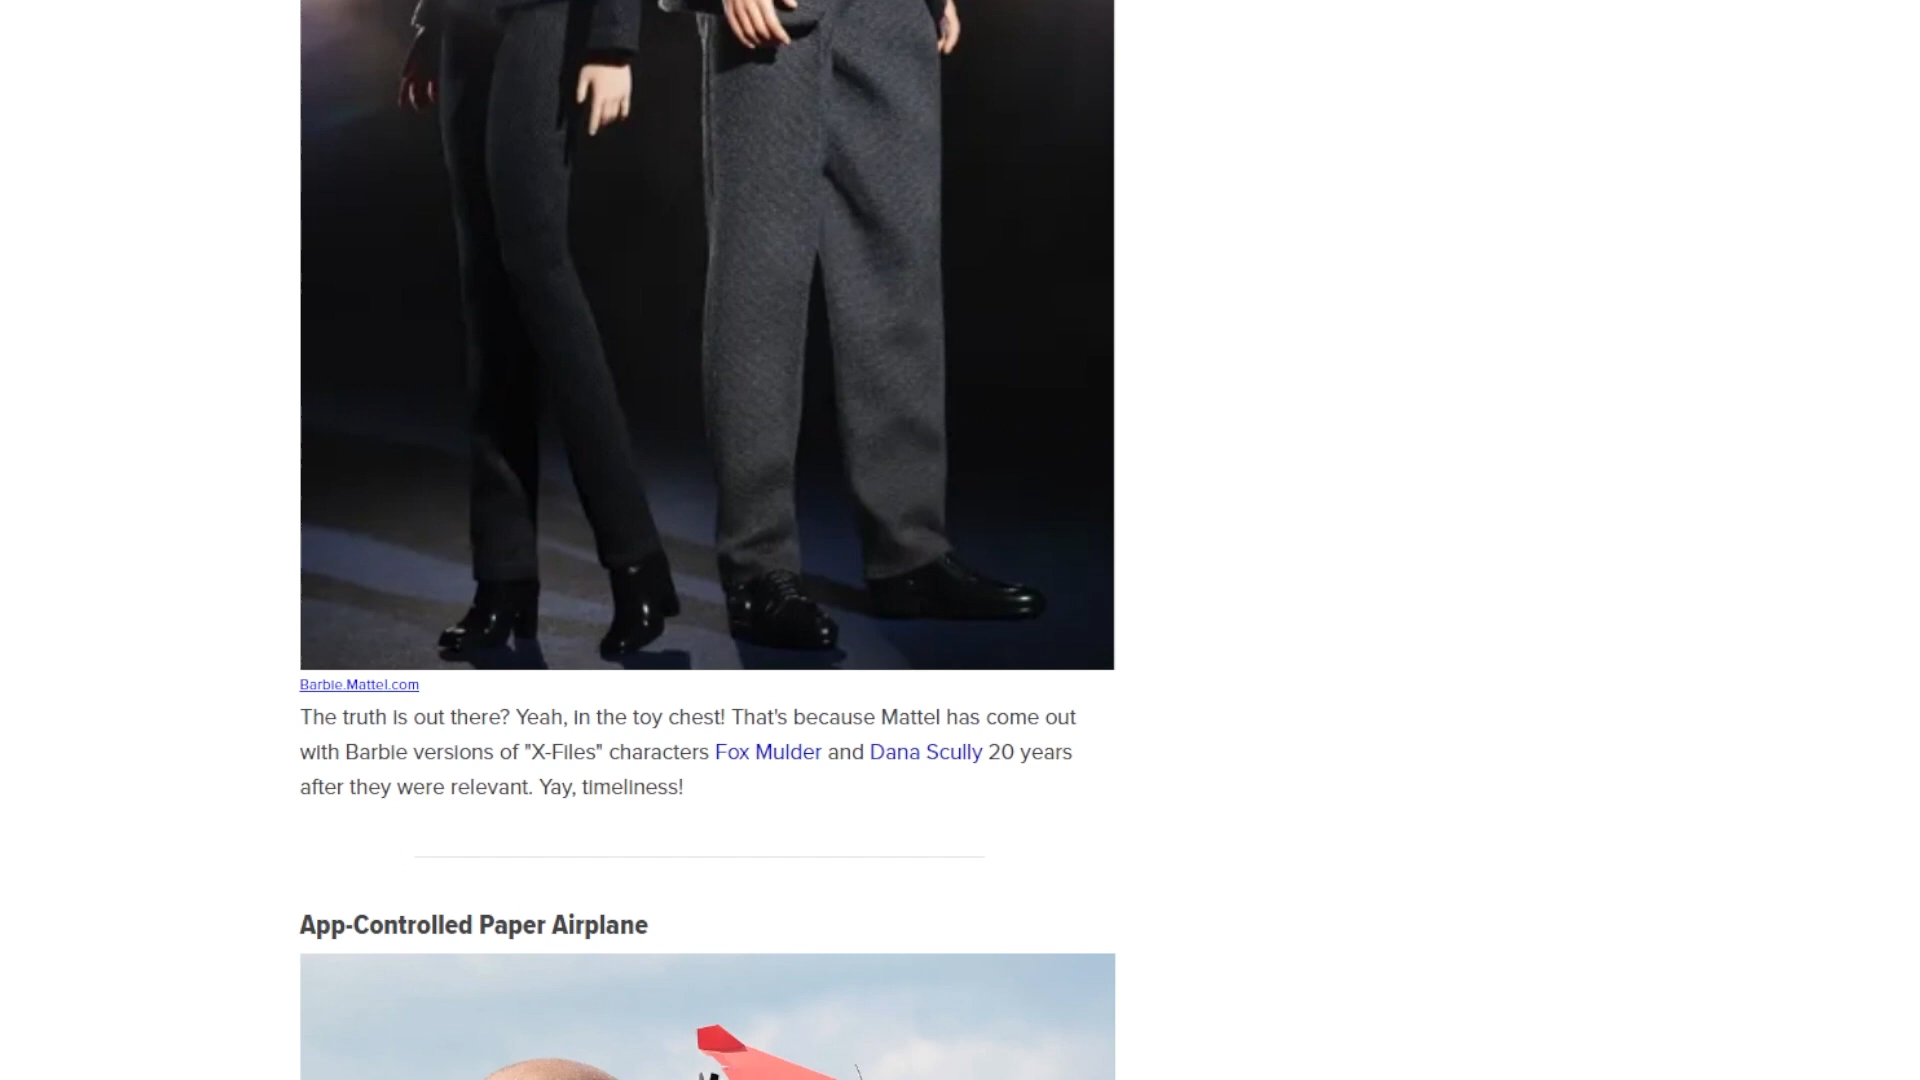 Barbie.Mattel.com
The truth is out there? Yeah, in the toy chest! That's because Mattel has come out
with Barbie versions of "X-Files" characters Fox Mulder and Dana Scully 20 years
after they were relevant. Yay, timeliness!
App-Controlled Paper Airplane